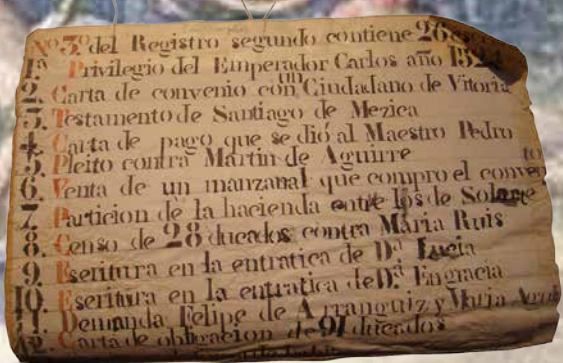 Nº 3º del Registro segundo contiene 26
1ª Privilegio del Emperador Carlos año
2. Carta de convenio con un Ciudadano de Vitoria
3. Testamento de Santiago de Mezica
4. Carta de pago que se dió al Maestro Pedro
5. Pleito contra Martin de Aguirre
6. Venta de un manzanal que compro el convento
7. Particion de la hacienda entre los de Solarte
8. Censo de 28 ducados contra Maria Ruis
9. Escritura en la entratica de Dª Lucia
10. Escritura en la entratica de Dª Engracia
11. Demanda Felipe de Arranguiz y Maria
12. Carta de obligacion de 91 ducados